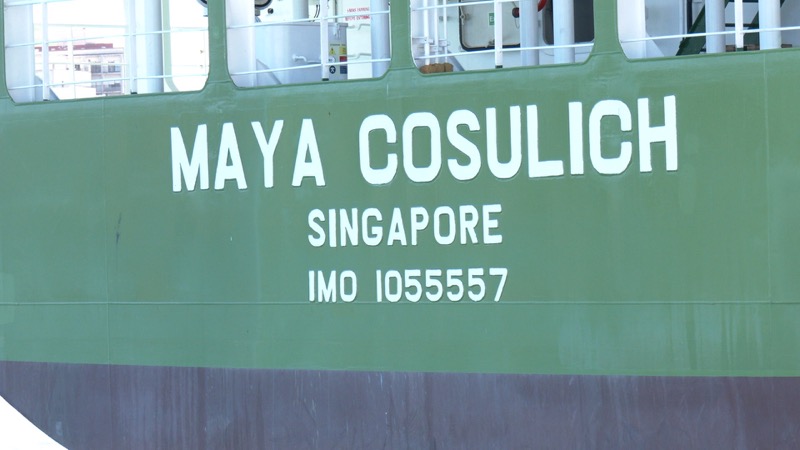 MAYA COSULICH
SINGAPORE
IMO 1055557